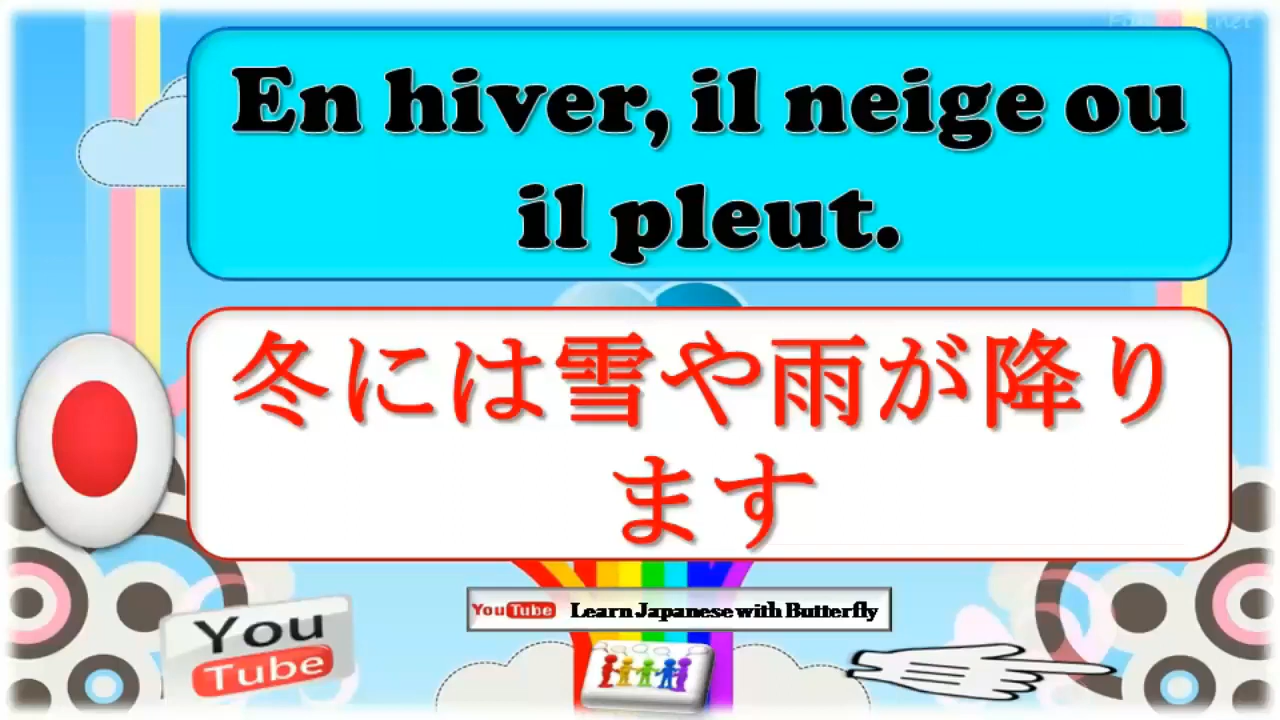 En hiver, il neige ou
il pleut.
冬には雪や雨が降り
ます
YouTube Learn Japanese with Butterfly
You
Tube